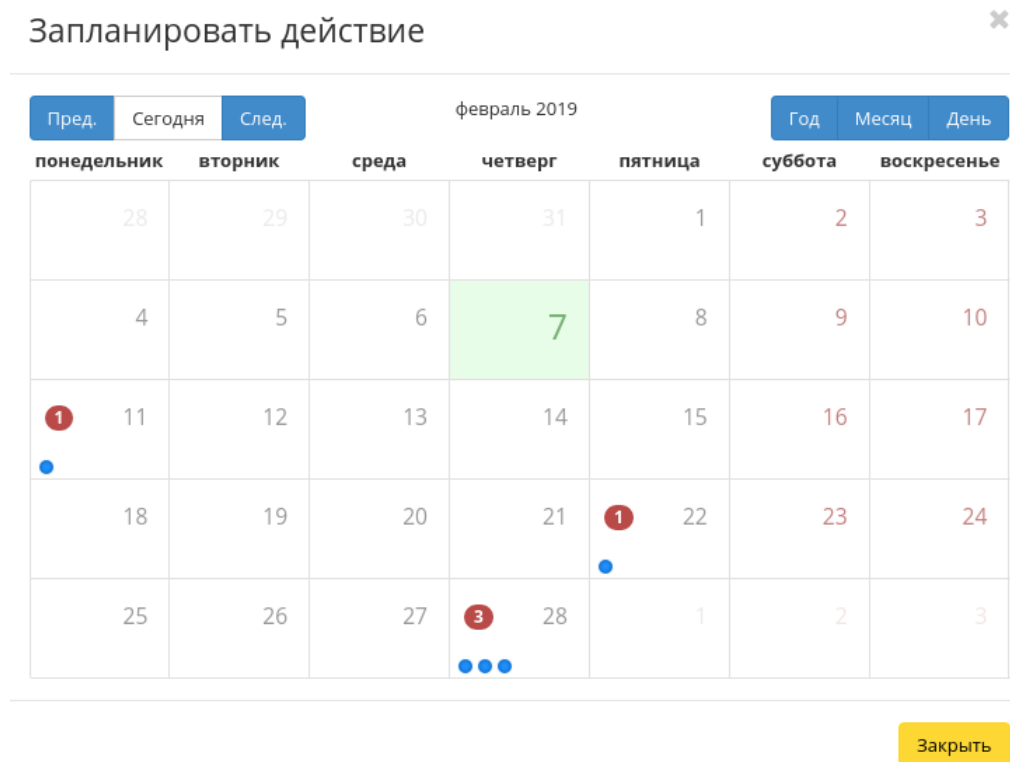 Запланировать действие ✖
Пред. Сегодня След. февраль 2019 Год Месяц День
понедельник вторник среда четверг пятница суббота воскресенье
28 29 30 31 1 2 3
4 5 6 7 8 9 10
1 11 12 13 14 15 16 17
18 19 20 21 1 22 23 24
25 26 27 3 28 1 2 3
Закрыть